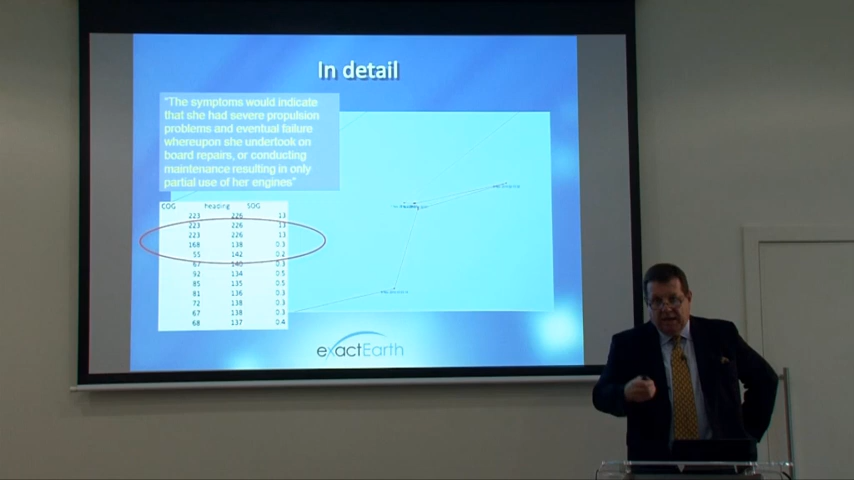 In detail
"The symptoms would indicate
that she had severe propulsion
problems and eventual failure
whereupon she undertook on
board repairs, or conducting
maintenance resulting in only
partial use of her engines"
COG heading SOG
223 226 13
223 226 13
223 226 13
168 138 0.3
55 142 0.2
67 140 0.3
92 134 0.5
85 135 0.5
81 136 0.3
72 138 0.3
67 138 0.3
68 137 0.4
exactEarth